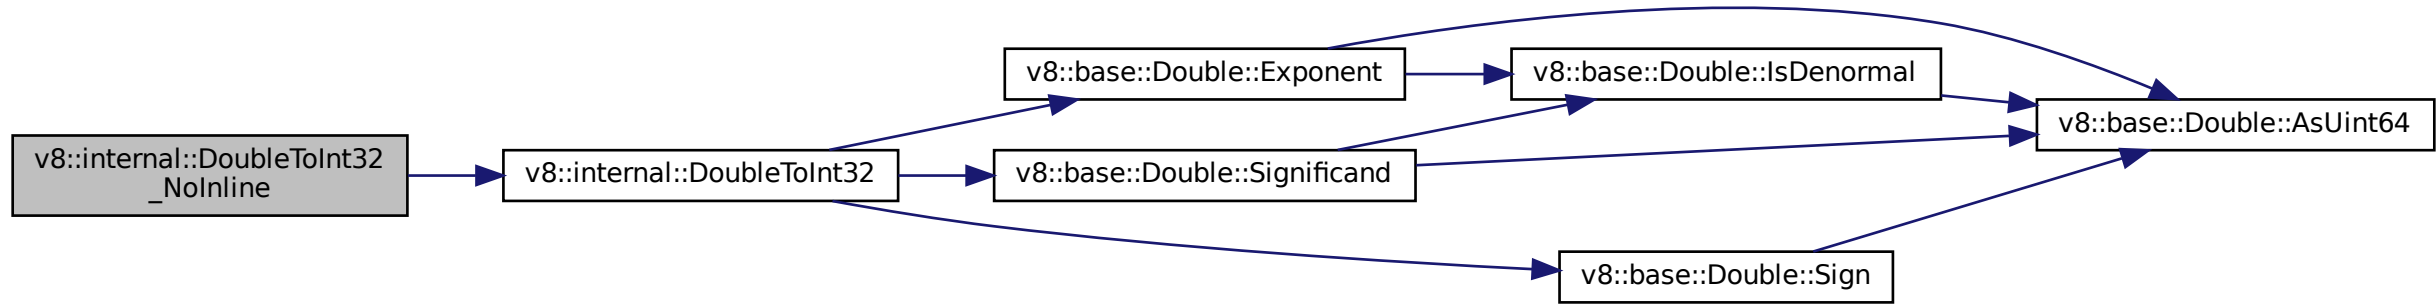 v8::internal::DoubleToInt32
_NoInline
v8::internal::DoubleToInt32
v8::base::Double::Exponent
v8::base::Double::Significand
v8::base::Double::IsDenormal
v8::base::Double::Sign
v8::base::Double::AsUint64